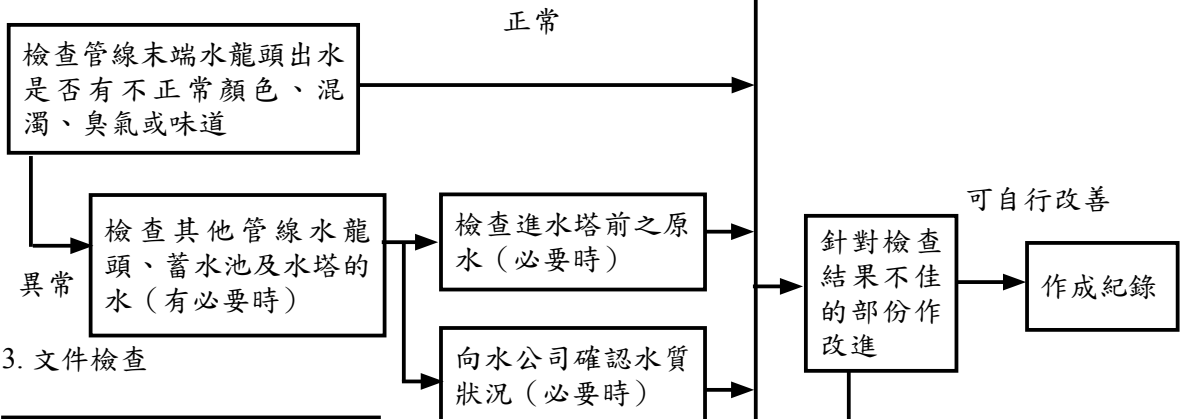 正常
檢查管線末端水龍頭出水
是否有不正常顏色、混
濁、臭氣或味道
異常
檢查其他管線水龍
頭、蓄水池及水塔的
水（有必要時）
檢查進水塔前之原
水（必要時）
向水公司確認水質
狀況（必要時）
針對檢查
結果不佳
的部份作
改進
可自行改善
作成紀錄
3. 文件檢查